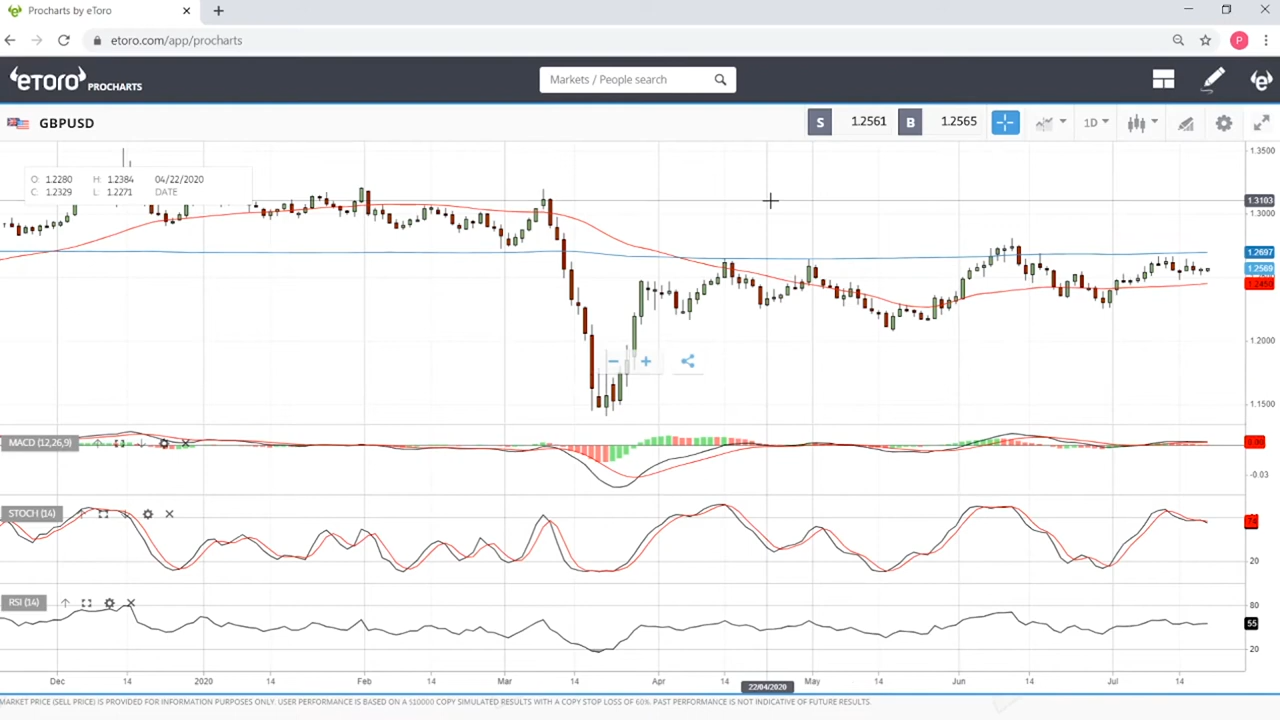 Procharts by eToro
etoro.com/app/procharts
P
eToro PROCHARTS
Markets / People search
GBPUSD
S 1.2561 B 1.2565 1D
O: 1.2280 H: 1.2384 04/22/2020
C: 1.2329 L: 1.2271 DATE
1.3500
1.3103
1.3000
1.2697
1.2569
1.2450
1.2000
1.1500
MACD (12,26,9)
0.00
-0.03
STOCH (14)
74
20
RSI (14)
80
55
20
Dec 14 2020 14 Feb 14 Mar 14 Apr 14 22/04/2020 May 14 Jun 14 Jul 14
MARKET PRICE (SELL PRICE) IS PROVIDED FOR INFORMATION PURPOSES ONLY. USER PERFORMANCE IS BASED ON A $10000 COPY SIMULATED RESULTS WITH A COPY STOP LOSS OF 60%. PAST PERFORMANCE IS NOT INDICATIVE OF FUTURE RESULTS.